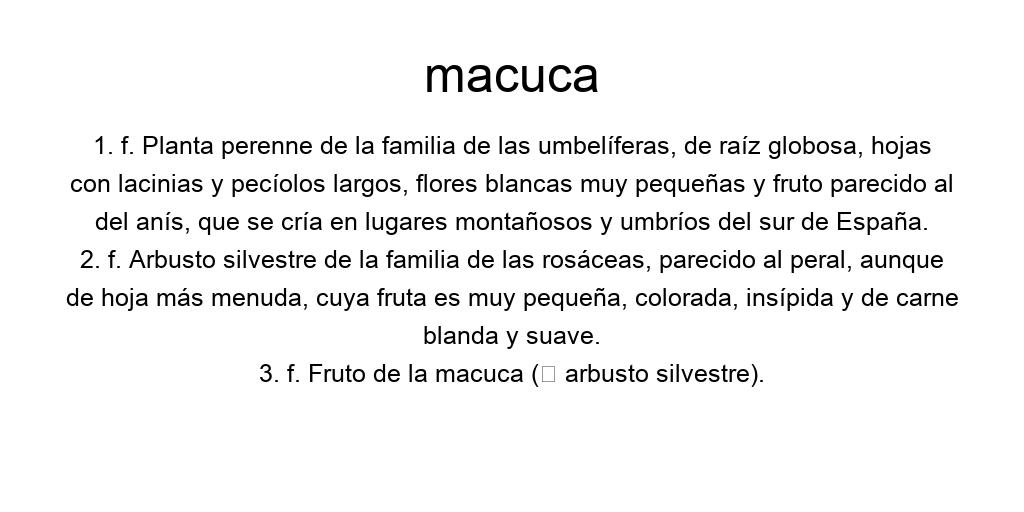 macuca
1. f. Planta perenne de la familia de las umbelíferas, de raíz globosa, hojas
con lacinias y pecíolos largos, flores blancas muy pequeñas y fruto parecido al
del anís, que se cría en lugares montañosos y umbríos del sur de España.
2. f. Arbusto silvestre de la familia de las rosáceas, parecido al peral, aunque
de hoja más menuda, cuya fruta es muy pequeña, colorada, insípida y de carne
blanda y suave.
3. f. Fruto de la macuca (□ arbusto silvestre).